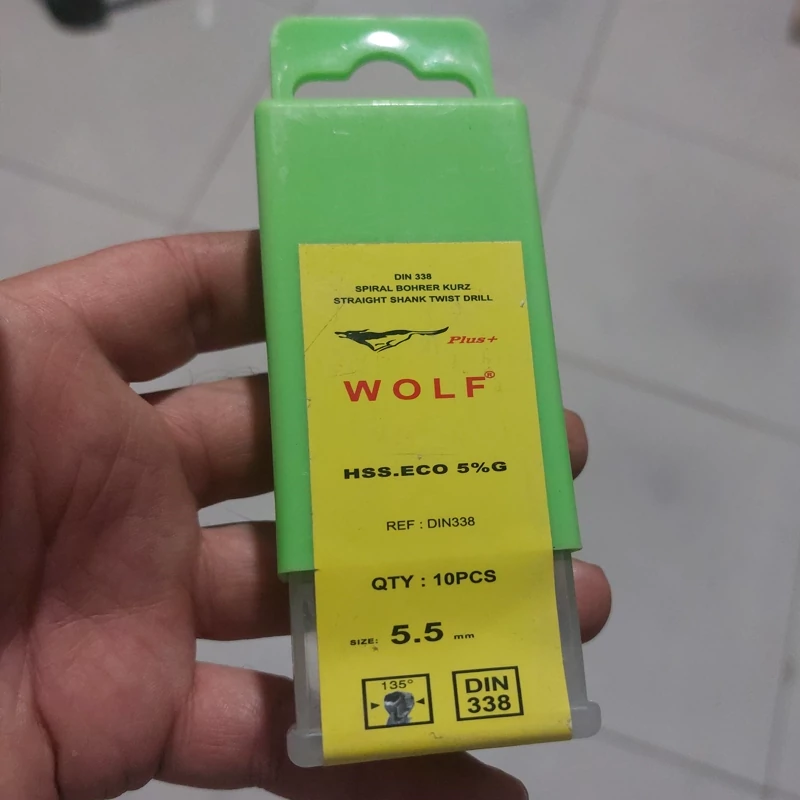 DIN 338
SPIRAL BOHRER KURZ
STRAIGHT SHANK TWIST DRILL
Plus+
WOLF®
HSS.ECO 5%G
REF : DIN338
QTY : 10PCS
SIZE: 5.5 mm
135°
DIN
338